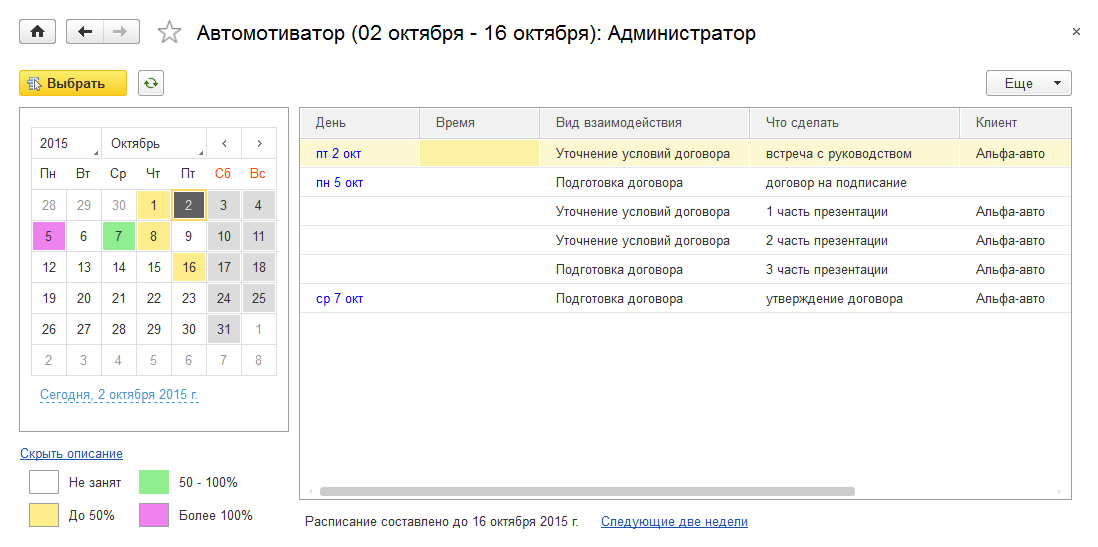 Автомотиватор (02 октября - 16 октября): Администратор
×
Выбрать
Еще
2015 Октябрь < >
Пн Вт Ср Чт Пт Сб Вс
28 29 30 1 2 3 4
5 6 7 8 9 10 11
12 13 14 15 16 17 18
19 20 21 22 23 24 25
26 27 28 29 30 31 1
2 3 4 5 6 7 8
Сегодня, 2 октября 2015 г.
Скрыть описание
Не занят 50 - 100%
До 50% Более 100%
День Время Вид взаимодействия Что сделать Клиент
пт 2 окт Уточнение условий договора встреча с руководством Альфа-авто
пн 5 окт Подготовка договора договор на подписание
Уточнение условий договора 1 часть презентации Альфа-авто
Уточнение условий договора 2 часть презентации Альфа-авто
Подготовка договора 3 часть презентации Альфа-авто
ср 7 окт Подготовка договора утверждение договора Альфа-авто
Расписание составлено до 16 октября 2015 г. Следующие две недели